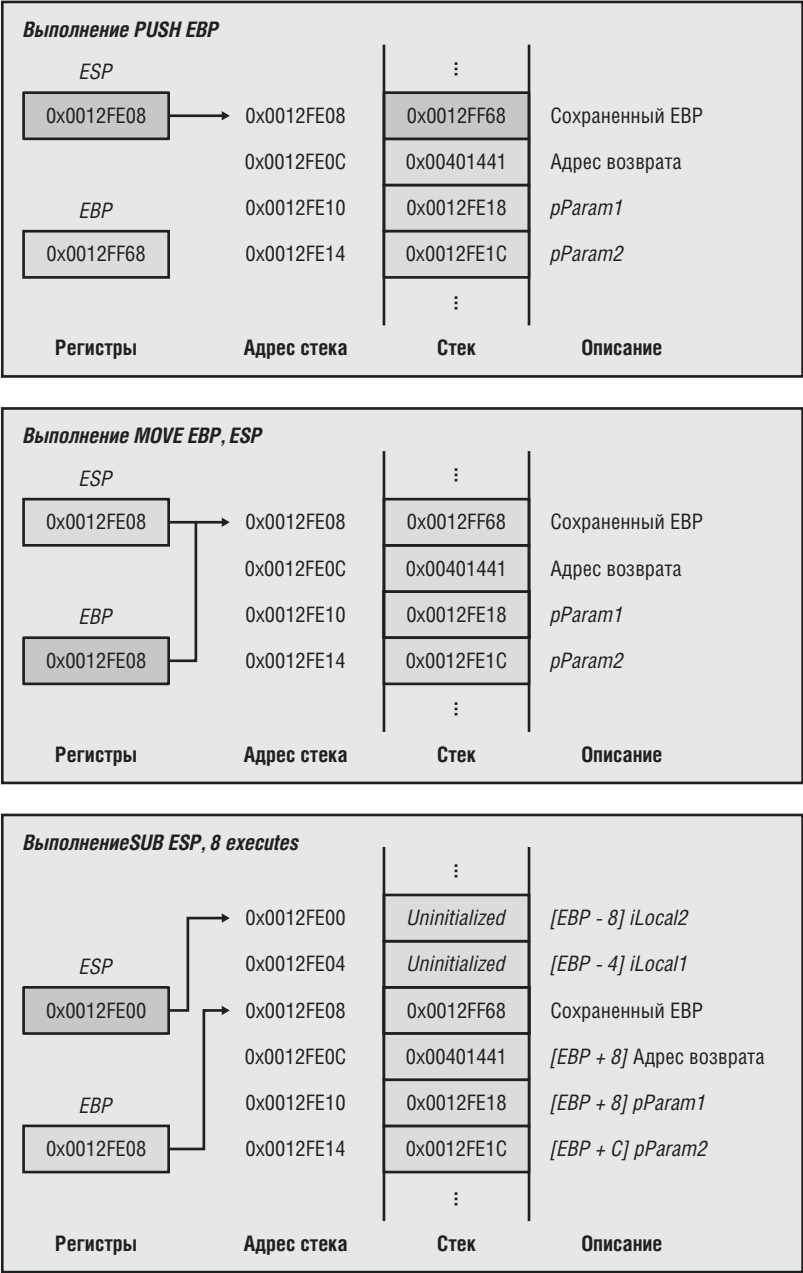 Выполнение PUSH EBP
ESP
⋮
0x0012FE08 0x0012FE08 0x0012FF68 Сохраненный EBP
0x0012FE0C 0x00401441 Адрес возврата
EBP 0x0012FE10 0x0012FE18 pParam1
0x0012FF68 0x0012FE14 0x0012FE1C pParam2
⋮
Регистры Адрес стека Стек Описание
Выполнение MOVE EBP, ESP
ESP
⋮
0x0012FE08 0x0012FE08 0x0012FF68 Сохраненный EBP
0x0012FE0C 0x00401441 Адрес возврата
EBP 0x0012FE10 0x0012FE18 pParam1
0x0012FE08 0x0012FE14 0x0012FE1C pParam2
⋮
Регистры Адрес стека Стек Описание
ВыполнениеSUB ESP, 8 executes
⋮
0x0012FE00 Uninitialized [EBP - 8] iLocal2
ESP 0x0012FE04 Uninitialized [EBP - 4] iLocal1
0x0012FE00 0x0012FE08 0x0012FF68 Сохраненный EBP
0x0012FE0C 0x00401441 [EBP + 8] Адрес возврата
EBP 0x0012FE10 0x0012FE18 [EBP + 8] pParam1
0x0012FE08 0x0012FE14 0x0012FE1C [EBP + C] pParam2
⋮
Регистры Адрес стека Стек Описание